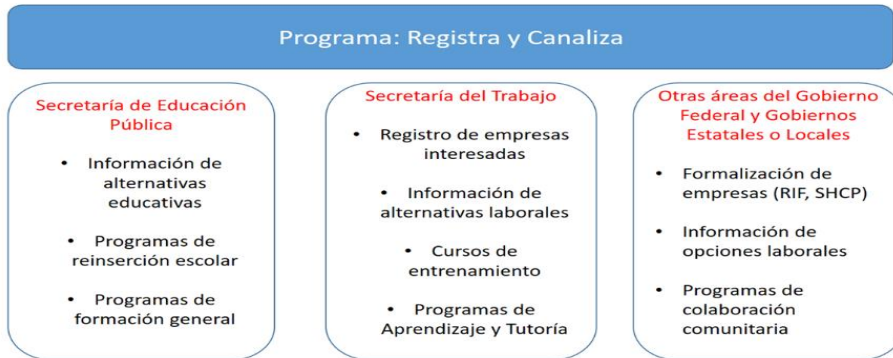 Programa: Registra y Canaliza
Secretaría de Educación
Pública
• Información de
alternativas
educativas
• Programas de
reinserción escolar
• Programas de
formación general
Secretaría del Trabajo
• Registro de empresas
interesadas
• Información de
alternativas laborales
• Cursos de
entrenamiento
• Programas de
Aprendizaje y Tutoría
Otras áreas del Gobierno
Federal y Gobiernos
Estatales o Locales
• Formalización de
empresas (RIF, SHCP)
• Información de
opciones laborales
• Programas de
colaboración
comunitaria